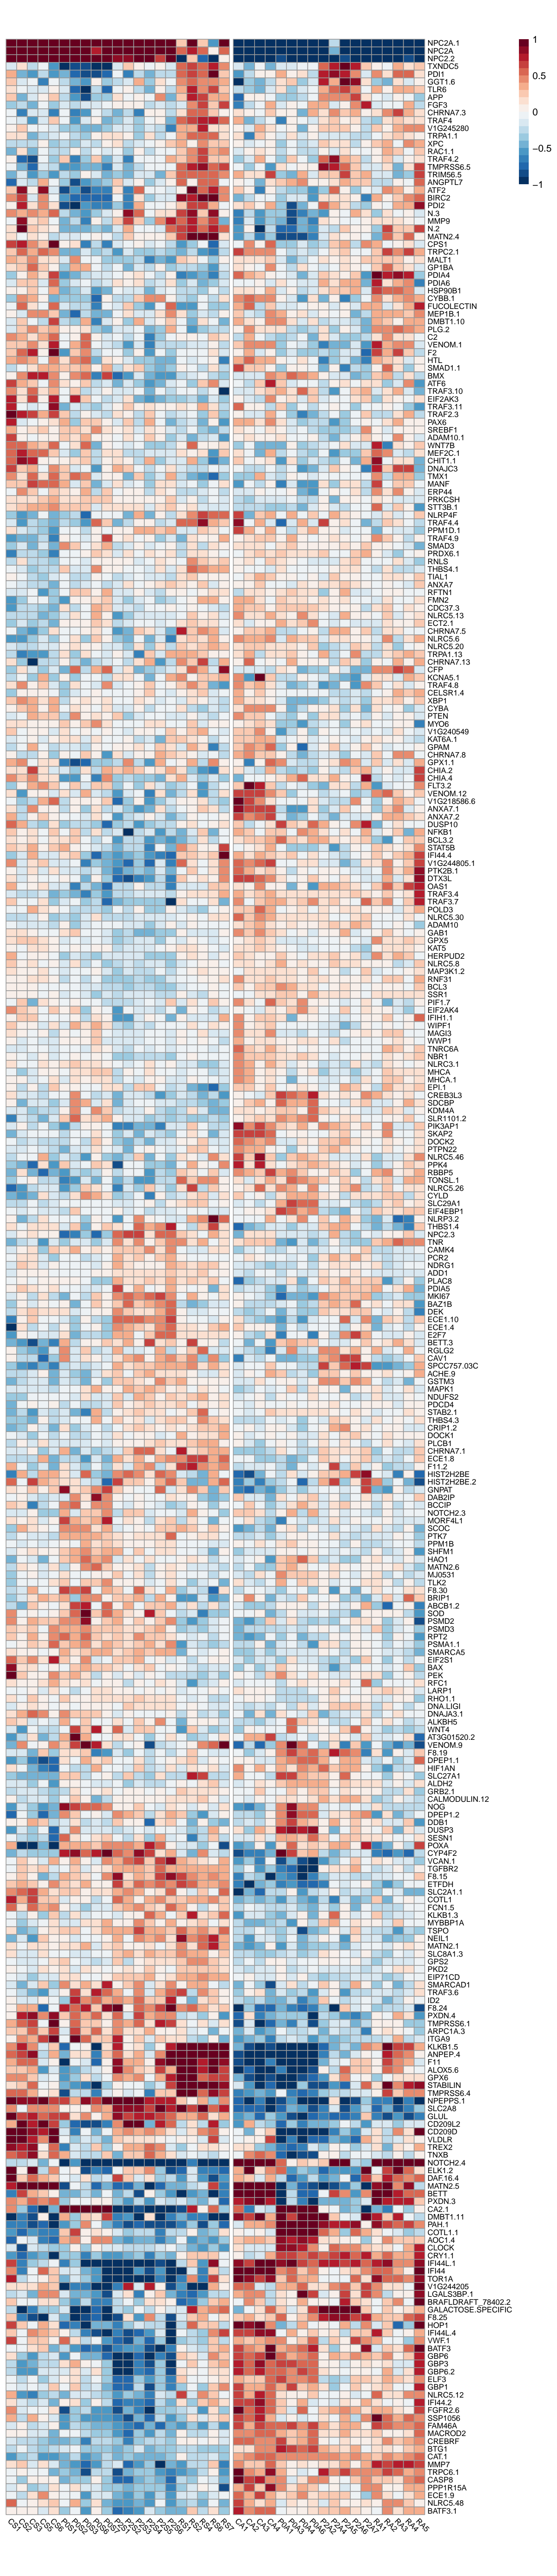 NPC2A.1
NPC2A
NPC2.2
TXNDC5
PDI1
GGT1.6
TLR6
APP
FGF3
CHRNA7.3
TRAF4
V1G245280
TRPA1.1
XPC
RAC1.1
TRAF4.2
TMPRSS6.5
TRIM56.5
ANGPTL7
ATF2
BIRC2
PDI2
N.3
MMP9
N.2
MATN2.4
CPS1
TRPC2.1
MALT1
GP1BA
PDIA4
PDIA6
HSP90B1
CYBB.1
FUCOLECTIN
MEP1B.1
DMBT1.10
PLG.2
C2
VENOM.1
F2
HTL
SMAD1.1
BMX
ATF6
TRAF3.10
EIF2AK3
TRAF3.11
TRAF2.3
PAX6
SREBF1
ADAM10.1
WNT7B
MEF2C.1
CHIT1.1
DNAJC3
TMX1
MANF
ERP44
PRKCSH
STT3B.1
NLRP4F
TRAF4.4
PPM1D.1
TRAF4.9
SMAD3
PRDX6.1
RNLS
THBS4.1
TIAL1
ANXA7
RFTN1
FMN2
CDC37.3
NLRC5.13
ECT2.1
CHRNA7.5
NLRC5.6
NLRC5.20
TRPA1.13
CHRNA7.13
CFP
KCNA5.1
TRAF4.8
CELSR1.4
XBP1
CYBA
PTEN
MYO6
V1G240549
KAT6A.1
GPAM
CHRNA7.8
GPX1.1
CHIA.2
CHIA.4
FLT3.2
VENOM.12
V1G218586.6
ANXA7.1
ANXA7.2
DUSP10
NFKB1
BCL3.2
STAT5B
IFI44.4
V1G244805.1
PTK2B.1
DTX3L
OAS1
TRAF3.4
TRAF3.7
POLD3
NLRC5.30
ADAM10
GAB1
GPX5
KAT5
HERPUD2
NLRC5.8
MAP3K1.2
RNF31
BCL3
SSR1
PIF1.7
EIF2AK4
IFIH1.1
WIPF1
MAGI3
WWP1
TNRC6A
NBR1
NLRC3.1
MHCA
MHCA.1
EPI.1
CREB3L3
SDCBP
KDM4A
SLR1101.2
PIK3AP1
SKAP2
DOCK2
PTPN22
NLRC5.46
PPK4
RBBP5
TONSL.1
NLRC5.26
CYLD
SLC29A1
EIF4EBP1
NLRP3.2
THBS1.4
NPC2.3
TNR
CAMK4
PCR2
NDRG1
ADD1
PLAC8
PDIA5
MKI67
BAZ1B
DEK
ECE1.10
ECE1.4
E2F7
BETT.3
RGLG2
CAV1
SPCC757.03C
ACHE.9
GSTM3
MAPK1
NDUFS2
PDCD4
STAB2.1
THBS4.3
CRIP1.2
DOCK1
PLCB1
CHRNA7.1
ECE1.8
F11.2
HIST2H2BE
HIST2H2BE.2
GNPAT
DAB2IP
BCCIP
NOTCH2.3
MORF4L1
SCOC
PTK7
PPM1B
SHFM1
HAO1
MATN2.6
MJ0531
TLK2
F8.30
BRIP1
ABCB1.2
SOD
PSMD2
PSMD3
RPT2
PSMA1.1
SMARCA5
EIF2S1
BAX
PEK
RFC1
LARP1
RHO1.1
DNA.LIGI
DNAJA3.1
ALKBH5
WNT4
AT3G01520.2
VENOM.9
F8.19
DPEP1.1
HIF1AN
SLC27A1
ALDH2
GRB2.1
CALMODULIN.12
NOG
DPEP1.2
DDB1
DUSP3
SESN1
POXA
CYP4F2
VCAN.1
TGFBR2
F8.15
ETFDH
SLC2A1.1
COTL1
FCN1.5
KLKB1.3
MYBBP1A
TSPO
NEIL1
MATN2.1
SLC8A1.3
GPS2
PKD2
EIP71CD
SMARCAD1
TRAF3.6
ID2
F8.24
PXDN.4
TMPRSS6.1
ARPC1A.3
ITGA9
KLKB1.5
ANPEP.4
F11
ALOX5.6
GPX6
STABILIN
TMPRSS6.4
NPEPPS.1
SLC2A8
GLUL
CD209L2
CD209D
VLDLR
TREX2
TNXB
NOTCH2.4
ELK1.2
DAF.16.4
MATN2.5
BETT
PXDN.3
CA2.1
DMBT1.11
PAH.1
COTL1.1
AOC1.4
CLOCK
CRY1.1
IFI44L.1
IFI44
TOR1A
V1G244205
LGALS3BP.1
BRAFLDRAFT_78402.2
GALACTOSE.SPECIFIC
F8.25
HOP1
IFI44L.4
VWF.1
BATF3
GBP6
GBP3
GBP6.2
ELF3
GBP1
NLRC5.12
IFI44.2
FGFR2.6
SSP1056
FAM46A
MACROD2
CREBRF
BTG1
CAT.1
MMP7
TRPC6.1
CASP8
PPP1R15A
ECE1.9
NLRC5.48
BATF3.1
1
0.5
0
−0.5
−1